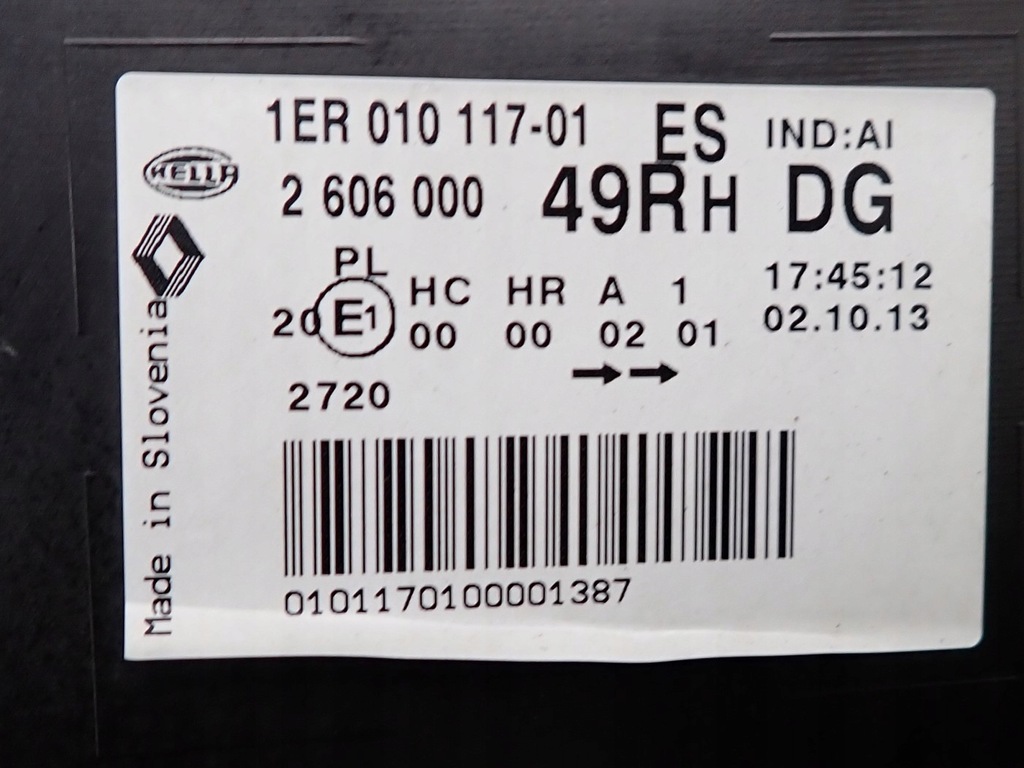 1ER 010 117-01 ES IND:AI
HELLA
2 606 000 49RH DG
PL
20 E1 HC HR A 1 17:45:12
00 00 02 01 02.10.13
2720
0101170100001387
Made in Slovenia